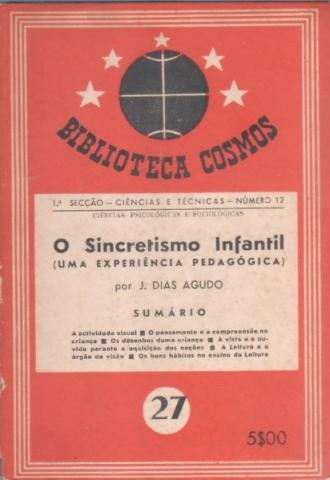 BIBLIOTECA COSMOS
1.ª SECÇÃO - CIÊNCIAS E TÉCNICAS - NÚMERO 12
CIÊNCIAS PSICOLÓGICAS E SOCIOLÓGICAS
O Sincretismo Infantil
(UMA EXPERIÊNCIA PEDAGÓGICA)
por J. DIAS AGUDO
SUMÁRIO
A actividade visual ■ O pensamento e a compreensão na
criança ■ Os desenhos duma criança ■ A vista e o ou-
vido perante a aquisição das noções ■ A Leitura e o
órgão da visão ■ Os bons hábitos no ensino da Leitura
27
5$00